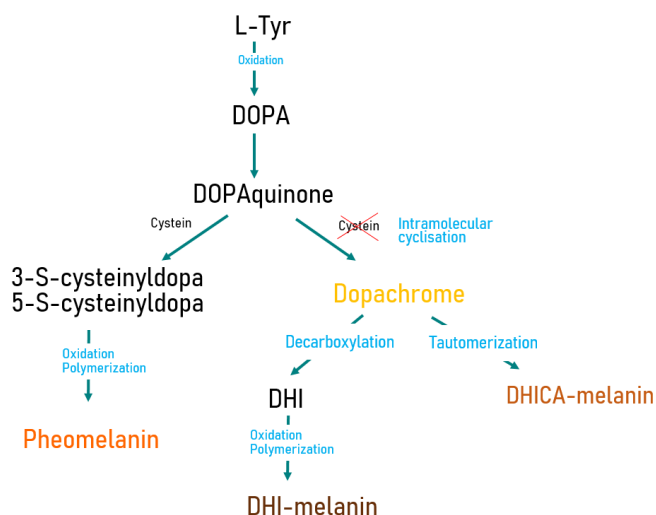 L-Tyr
Oxidation
DOPA
DOPAquinone
Cystein
Cystein
Intramolecular
cyclisation
3-S-cysteinyldopa
5-S-cysteinyldopa
Dopachrome
Oxidation
Polymerization
Decarboxylation
Tautomerization
DHI
DHICA-melanin
Pheomelanin
Oxidation
Polymerization
DHI-melanin